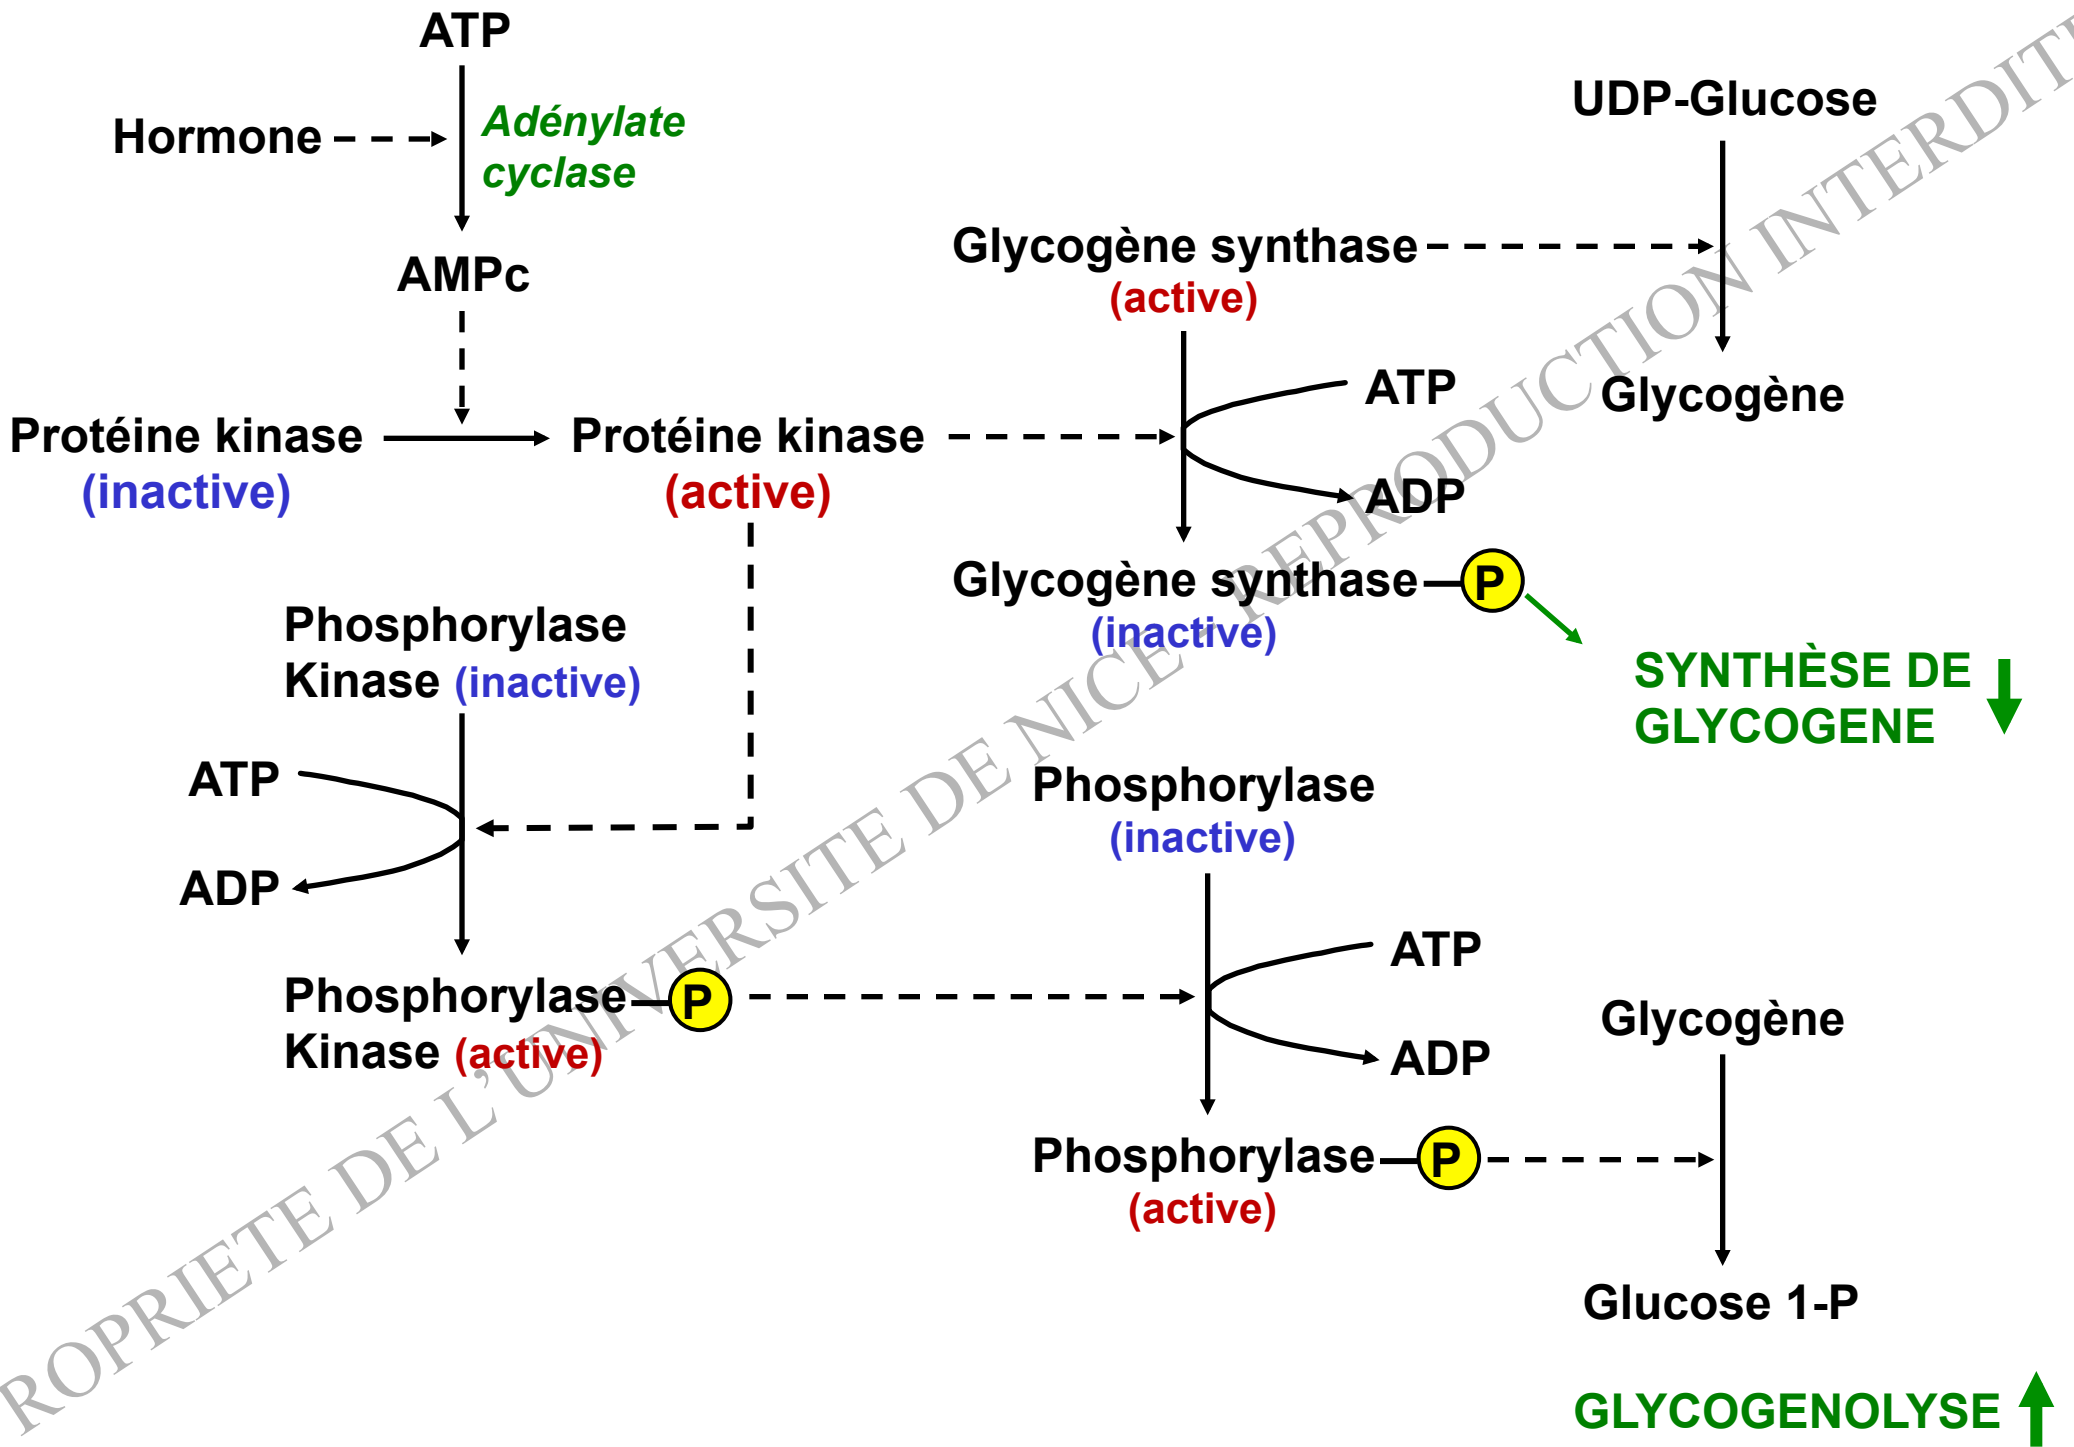 ATP
Hormone
Adénylate
cyclase
AMPc
Protéine kinase
(inactive)
Protéine kinase
(active)
UDP-Glucose
Glycogène synthase
(active)
Glycogène
ATP
ADP
Glycogène synthase
P
(inactive)
SYNTHÈSE DE
GLYCOGENE
Phosphorylase
Kinase (inactive)
ATP
ADP
Phosphorylase
P
Kinase (active)
Phosphorylase
(inactive)
ATP
ADP
Phosphorylase
P
(active)
Glycogène
Glucose 1-P
GLYCOGENOLYSE
ROPRIETE DE L'UNIVERSITE DE NICE - REPRODUCTION INTERDIT